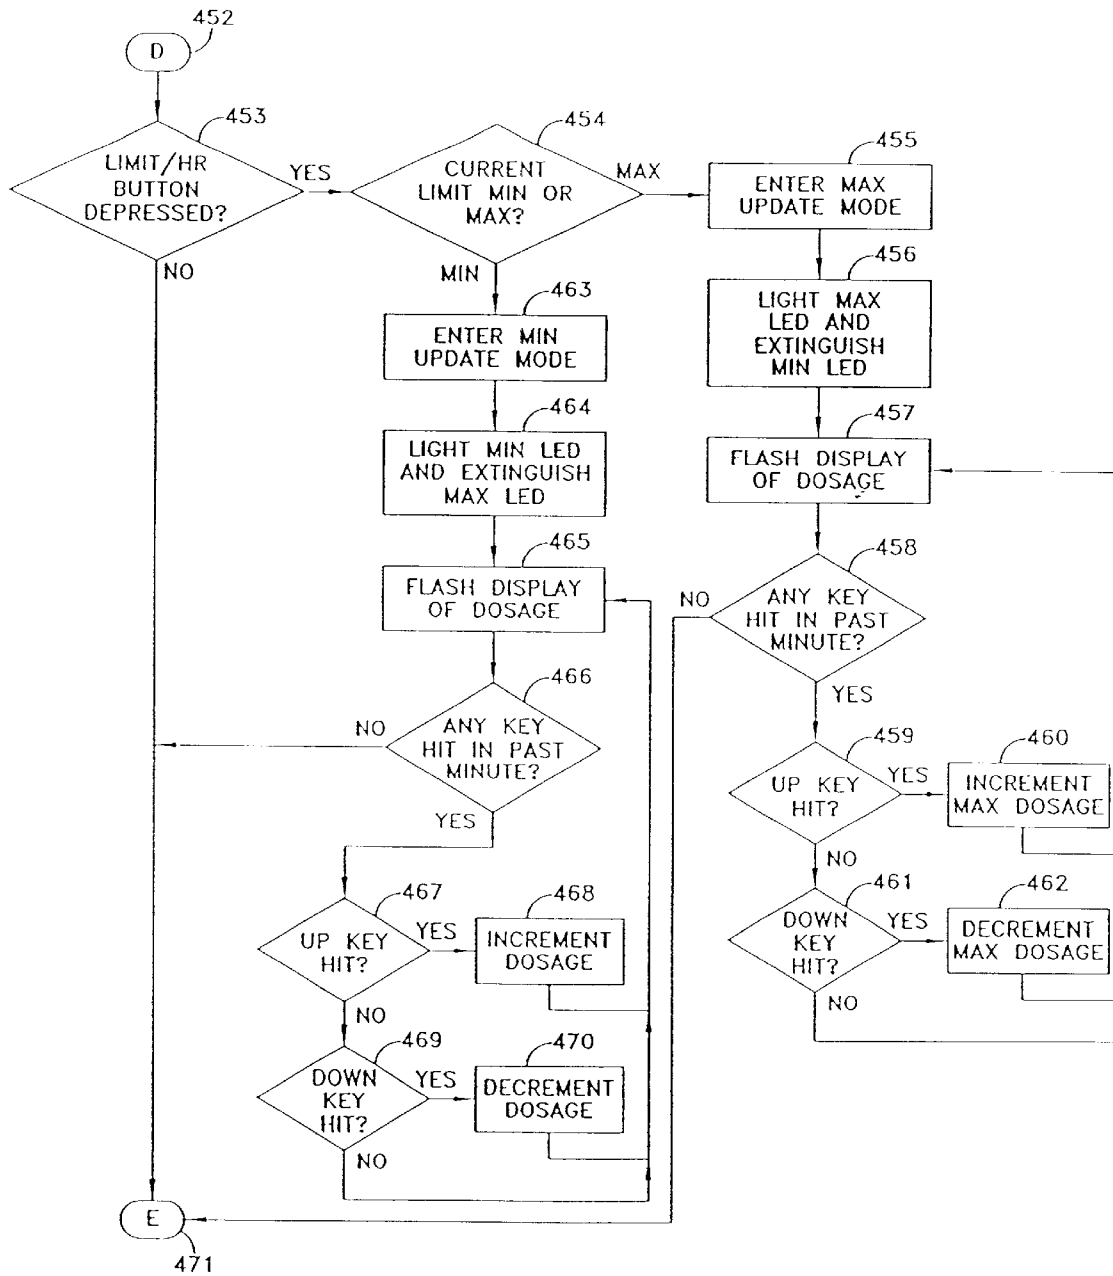 452
D
453
LIMIT/HR
BUTTON
DEPRESSED?
YES
NO
454
CURRENT
LIMIT MIN OR
MAX?
MAX
MIN
455
ENTER MAX
UPDATE MODE
456
LIGHT MAX
LED AND
EXTINGUISH
MIN LED
457
FLASH DISPLAY
OF DOSAGE
458
ANY KEY
HIT IN PAST
MINUTE?
NO
YES
459
UP KEY
HIT?
YES
NO
460
INCREMENT
MAX DOSAGE
461
DOWN
KEY
HIT?
YES
NO
462
DECREMENT
MAX DOSAGE
463
ENTER MIN
UPDATE MODE
464
LIGHT MIN LED
AND EXTINGUISH
MAX LED
465
FLASH DISPLAY
OF DOSAGE
466
ANY KEY
HIT IN PAST
MINUTE?
NO
YES
467
UP KEY
HIT?
YES
NO
468
INCREMENT
DOSAGE
469
DOWN
KEY
HIT?
YES
NO
470
DECREMENT
DOSAGE
E
471